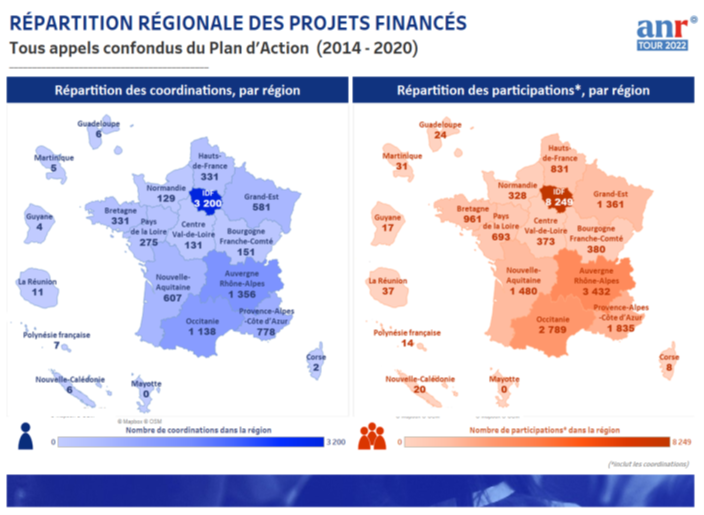 RÉPARTITION RÉGIONALE DES PROJETS FINANCÉS
Tous appels confondus du Plan d'Action (2014 - 2020)
anr
TOUR 2022
Répartition des coordinations, par région
Guadeloupe
6
Martinique
5
Guyane
4
La Réunion
11
Polynésie française
7
Nouvelle-Calédonie
6
Mayotte
0
Hauts-
de-France
331
Normandie
129
IDF
3 200
Grand-Est
581
Bretagne
331
Pays
de la Loire
275
Centre
Val-de-Loire
131
Bourgogne
Franche-Comté
151
Nouvelle-
Aquitaine
607
Auvergne
Rhône-Alpes
1 356
Occitanie
1 138
Provence-Alpes
-Côte d'Azur
778
Corse
2
© Mapbox © OSM
Nombre de coordinations dans la région
0
3 200
Répartition des participations*, par région
Guadeloupe
24
Martinique
31
Guyane
17
La Réunion
37
Polynésie française
14
Nouvelle-Calédonie
20
Mayotte
0
Hauts-
de-France
831
Normandie
328
IDF
8 249
Grand-Est
1 361
Bretagne
961
Pays
de la Loire
693
Centre
Val-de-Loire
373
Bourgogne
Franche-Comté
380
Nouvelle-
Aquitaine
1 480
Auvergne
Rhône-Alpes
3 432
Occitanie
2 789
Provence-Alpes
-Côte d'Azur
1 835
Corse
8
Nombre de participations* dans la région
0
8 249
(*inclut les coordinations)